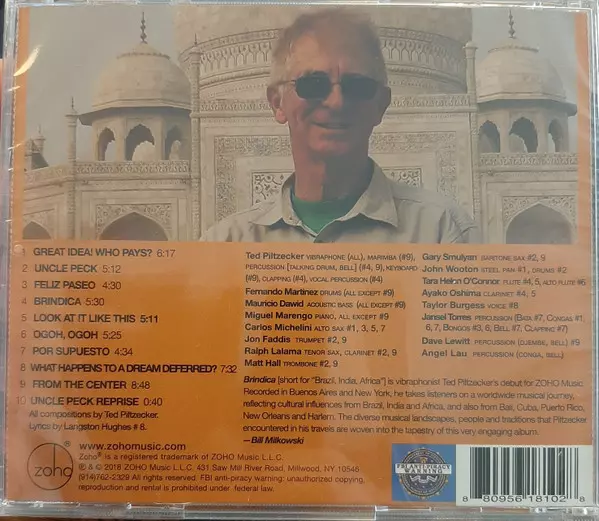 1 GREAT IDEA! WHO PAYS? 6:17
2 UNCLE PECK 5:12
3 FELIZ PASEO 4:30
4 BRINDICA 5:30
5 LOOK AT IT LIKE THIS 5:11
6 OGOH, OGOH 5:25
7 POR SUPUESTO 4:34
8 WHAT HAPPENS TO A DREAM DEFERRED? 7:32
9 FROM THE CENTER 8:48
10 UNCLE PECK REPRISE 0:40
All compositions by Ted Piltzecker.
Lyrics by Langston Hughes # 8.
Ted Piltzecker VIBRAPHONE (ALL), MARIMBA (#9),
PERCUSSION [TALKING DRUM, BELL] (#4, 9), KEYBOARD
(#9), CLAPPING (#4), VOCAL PERCUSSION (#4)
Fernando Martinez DRUMS (ALL EXCEPT #9)
Mauricio Dawid ACOUSTIC BASS (ALL EXCEPT #9)
Miguel Marengo PIANO, ALL EXCEPT #9
Carlos Michelini ALTO SAX #1, 3, 5, 7
Jon Faddis TRUMPET #2, 9
Ralph Lalama TENOR SAX, CLARINET #2, 9
Matt Hall TROMBONE #2, 9
Gary Smulyan BARITONE SAX #2, 9
John Wooton STEEL PAN #1, DRUMS #2
Tara Helen O'Connor FLUTE #4, 5, ALTO FLUTE #6
Ayako Oshima CLARINET #4, 5
Taylor Burgess VOICE #8
Jansel Torres PERCUSSION (BATA #7, CONGAS #1,
6, 7, BONGOS #3, 6; BELL #7, CLAPPING #7)
Dave Lewitt PERCUSSION (DJEMBE, BELL) #9
Angel Lau PERCUSSION (CONGA, BELL)
Brindica [short for "Brazil, India, Africa"] is vibraphonist Ted Piltzecker's debut for ZOHO Music.
Recorded in Buenos Aires and New York, he takes listeners on a worldwide musical journey,
reflecting cultural influences from Brazil, India and Africa, and also from Bali, Cuba, Puerto Rico,
New Orleans and Harlem. The diverse musical landscapes, people and traditions that Piltzecker
encountered in his travels are woven into the tapestry of this very engaging album.
—Bill Milkowski
zoho®
www.zohomusic.com
Zoho® is a registered trademark of ZOHO Music L.L.C.
℗ & © 2018 ZOHO Music L.L.C. 431 Saw Mill River Road, Millwood, NY 10546
(914)762-2329 All rights reserved. FBI anti-piracy warning: unauthorized copying,
reproduction and rental is prohibited under federal law.
FBI ANTI-PIRACY
WARNING
8 80956 18102 8